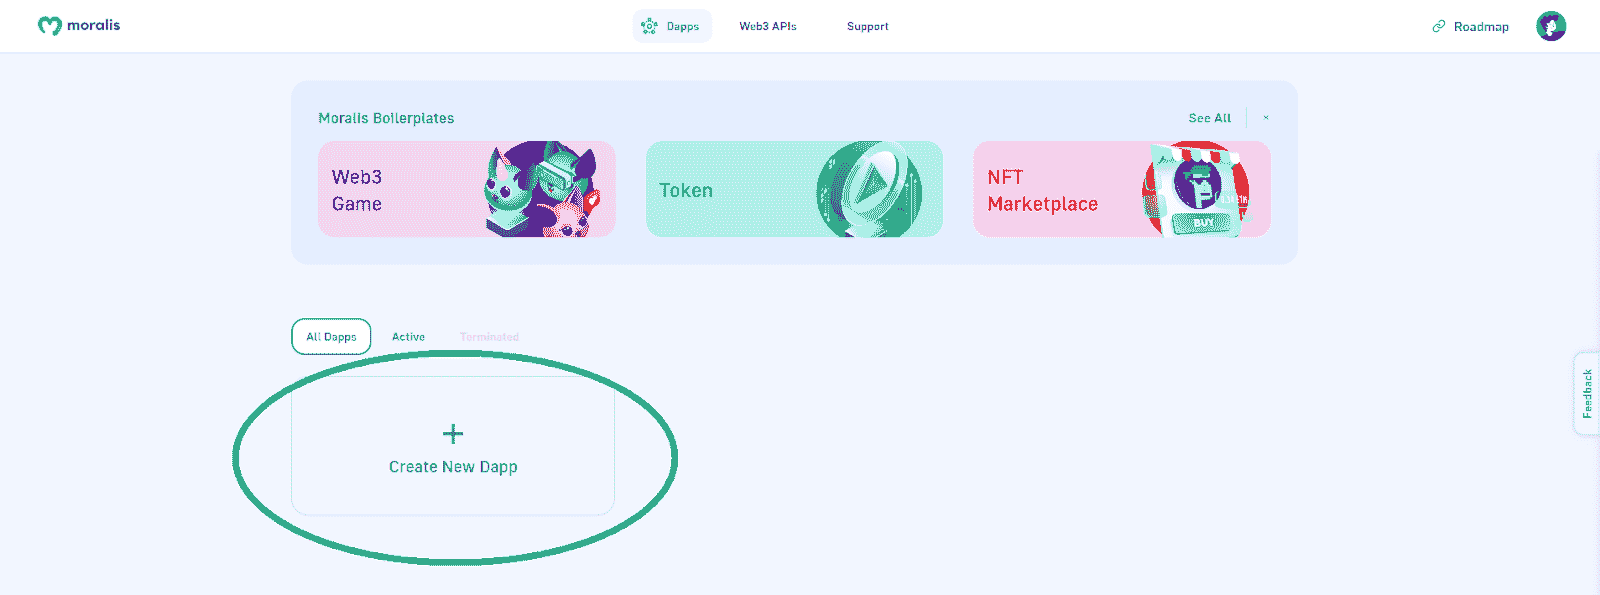 moralis
Dapps
Web3 APIs
Support
Roadmap
Moralis Boilerplates
See All
×
Web3
Game
Token
NFT
Marketplace
BUY
All Dapps
Active
Terminated
+
Create New Dapp
Feedback